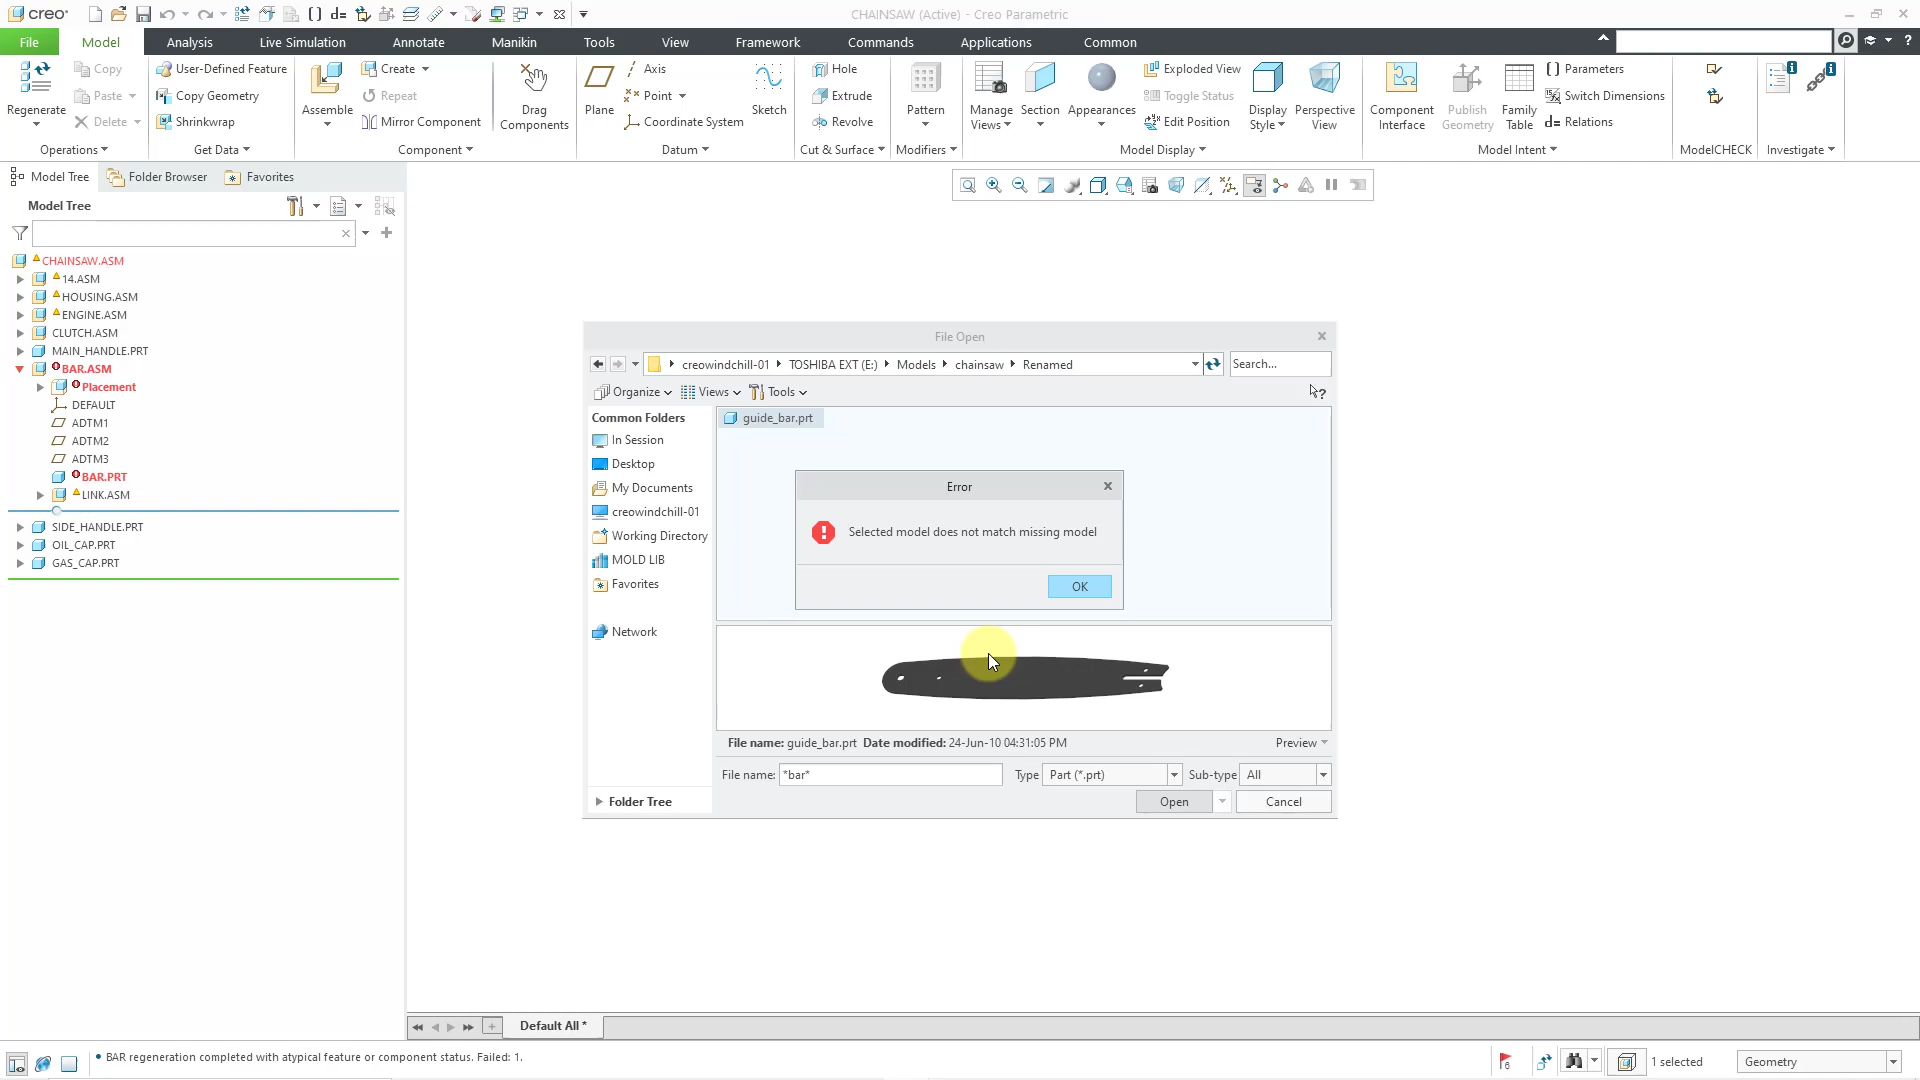 creo
CHAINSAW (Active) - Creo Parametric
File
Model
Analysis
Live Simulation
Annotate
Manikin
Tools
View
Framework
Commands
Applications
Common
Regenerate
Copy
Paste
Delete
Operations
User-Defined Feature
Copy Geometry
Shrinkwrap
Get Data
Assemble
Create
Repeat
Mirror Component
Component
Drag
Components
Plane
Axis
Point
Coordinate System
Sketch
Datum
Hole
Extrude
Revolve
Cut & Surface
Pattern
Modifiers
Manage
Views
Section
Appearances
Exploded View
Toggle Status
Edit Position
Display
Style
Perspective
View
Model Display
Component
Interface
Publish
Geometry
Family
Table
Parameters
Switch Dimensions
d= Relations
Model Intent
ModelCHECK
Investigate
Model Tree
Folder Browser
Favorites
Model Tree
CHAINSAW.ASM
14.ASM
HOUSING.ASM
ENGINE.ASM
CLUTCH.ASM
MAIN_HANDLE.PRT
BAR.ASM
Placement
DEFAULT
ADTM1
ADTM2
ADTM3
BAR.PRT
LINK.ASM
SIDE_HANDLE.PRT
OIL_CAP.PRT
GAS_CAP.PRT
File Open
creowindchill-01
TOSHIBA EXT (E:)
Models
chainsaw
Renamed
Search...
Organize
Views
Tools
Common Folders
In Session
Desktop
My Documents
creowindchill-01
Working Directory
MOLD LIB
Favorites
Network
Folder Tree
guide_bar.prt
Error
Selected model does not match missing model
OK
File name: guide_bar.prt Date modified: 24-Jun-10 04:31:05 PM
Preview
File name: *bar*
Type Part (*.prt)
Sub-type All
Open
Cancel
Default All *
• BAR regeneration completed with atypical feature or component status. Failed: 1.
6
1 selected
Geometry